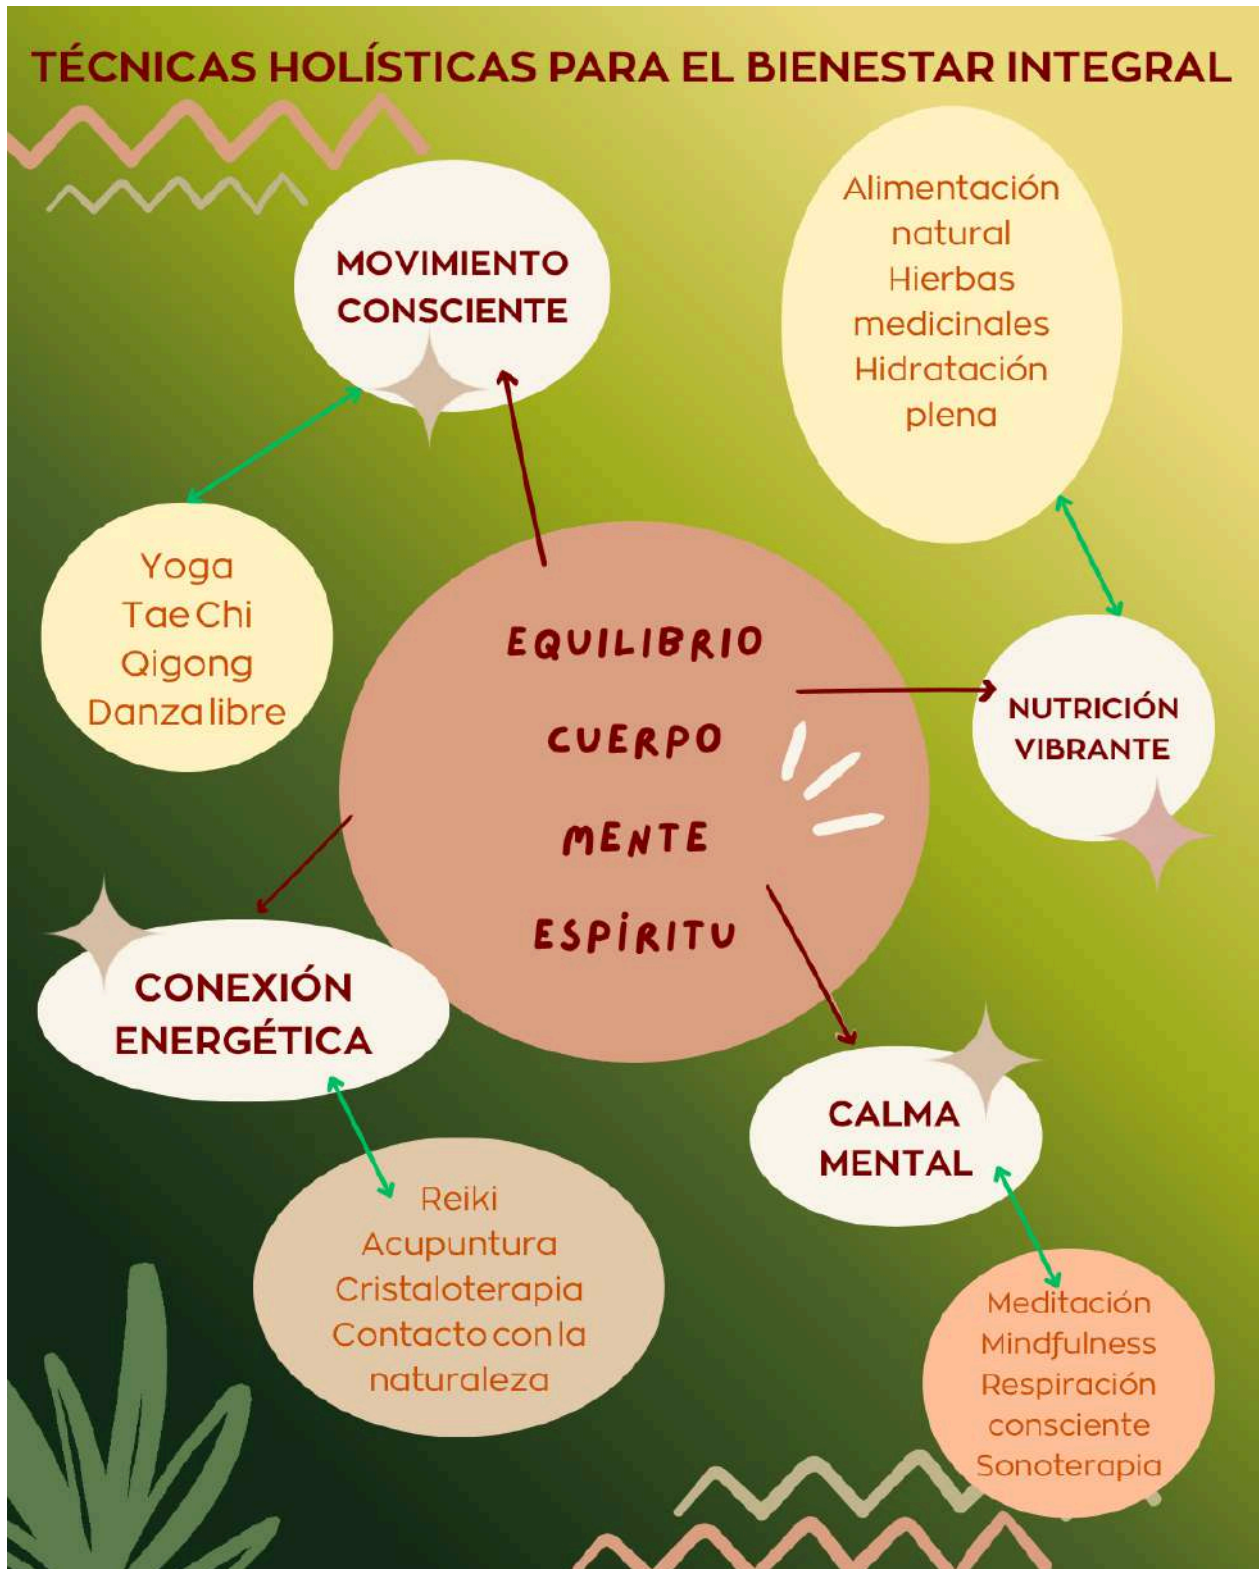 TÉCNICAS HOLÍSTICAS PARA EL BIENESTAR INTEGRAL
MOVIMIENTO
CONSCIENTE
Alimentación
natural
Hierbas
medicinales
Hidratación
plena
Yoga
Tae Chi
Qigong
Danza libre
EQUILIBRIO
CUERPO
MENTE
ESPÍRITU
NUTRICIÓN
VIBRANTE
CONEXIÓN
ENERGÉTICA
CALMA
MENTAL
Reiki
Acupuntura
Cristaloterapia
Contacto con la
naturaleza
Meditación
Mindfulness
Respiración
consciente
Sonoterapia